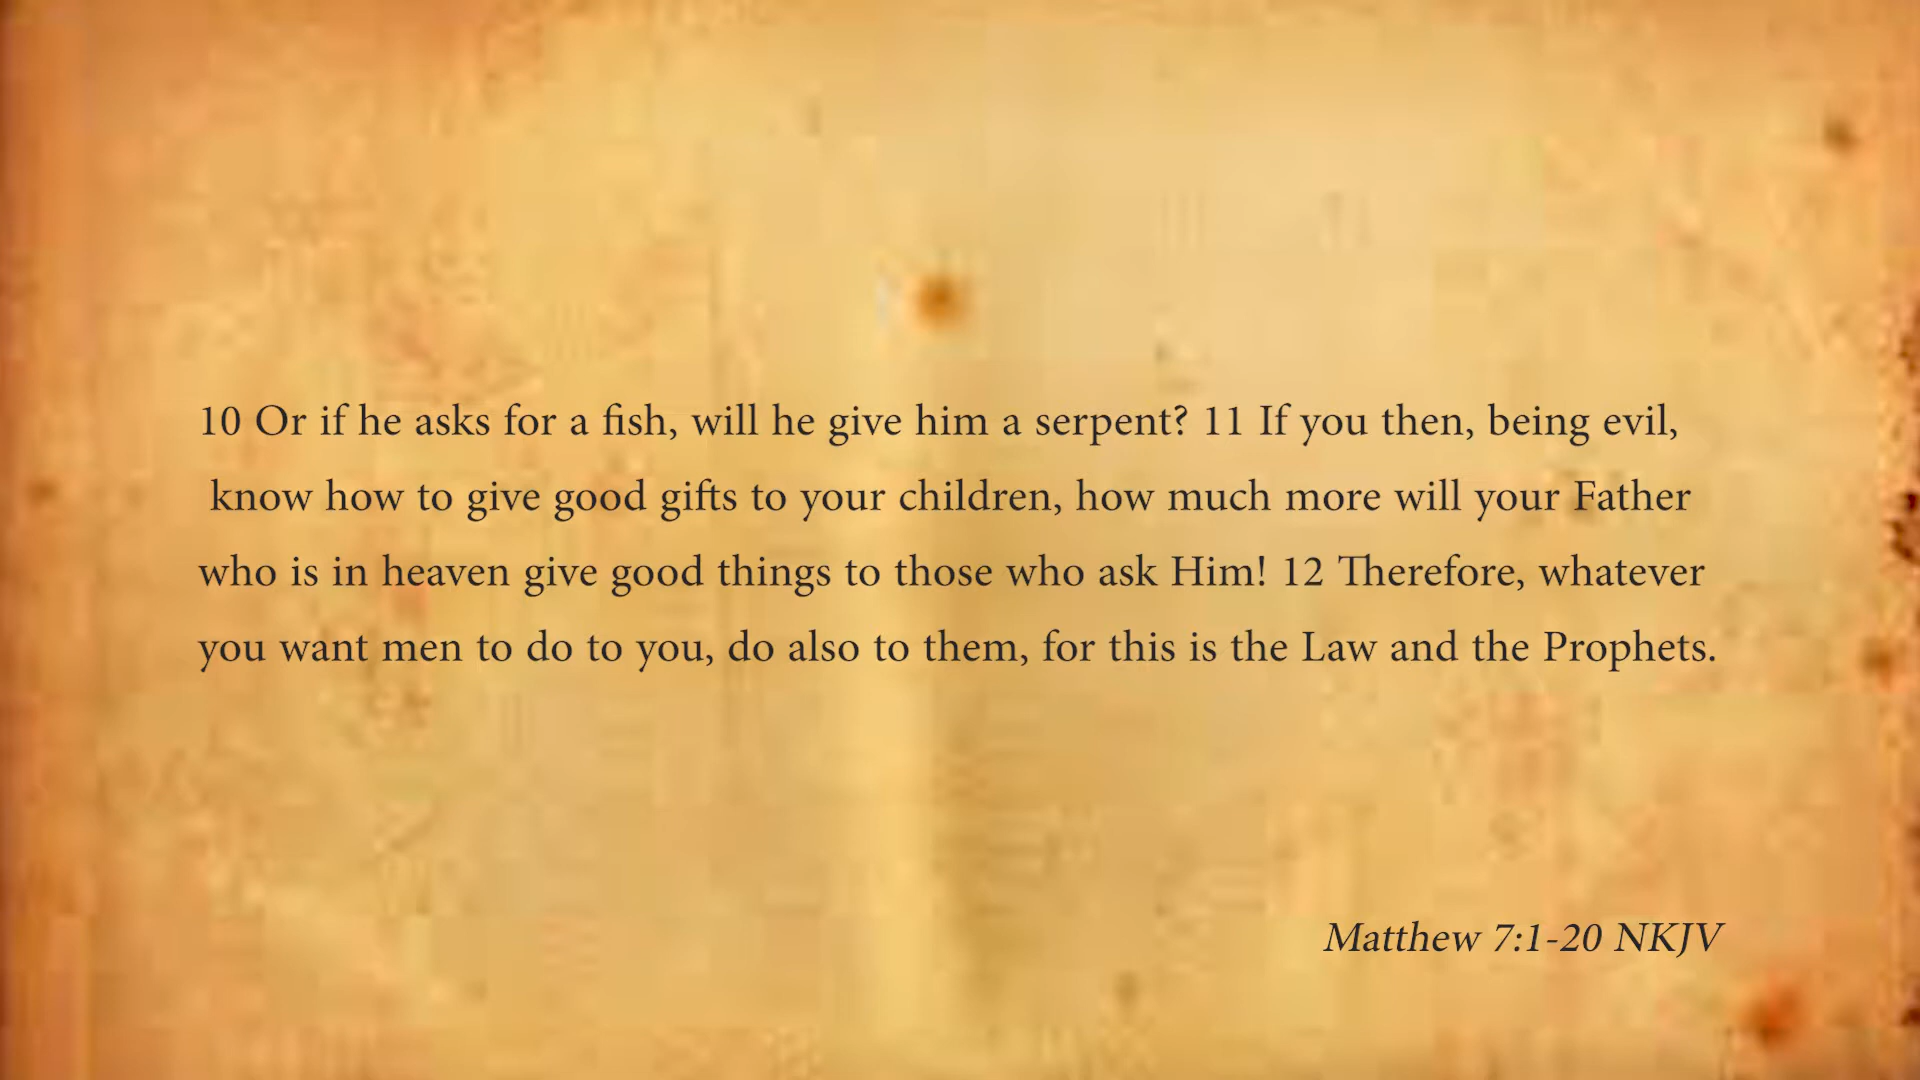 10 Or if he asks for a fish, will he give him a serpent? 11 If you then, being evil,
know how to give good gifts to your children, how much more will your Father
who is in heaven give good things to those who ask Him! 12 Therefore, whatever
you want men to do to you, do also to them, for this is the Law and the Prophets.
Matthew 7:1-20 NKJV